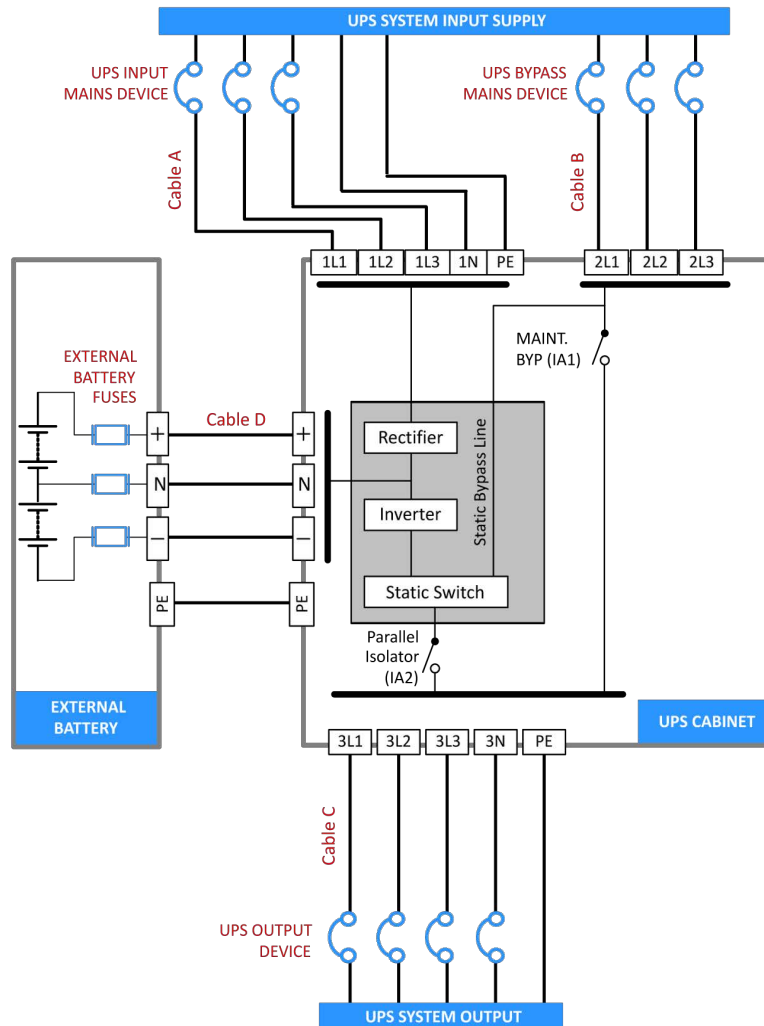 UPS SYSTEM INPUT SUPPLY
UPS INPUT
MAINS DEVICE
UPS BYPASS
MAINS DEVICE
Cable A
Cable B
1L1
1L2
1L3
1N
PE
2L1
2L2
2L3
MAINT.
BYP (IA1)
EXTERNAL
BATTERY
FUSES
Cable D
+
+
N
N
–
–
PE
PE
Rectifier
Inverter
Static Switch
Static Bypass Line
Parallel
Isolator
(IA2)
EXTERNAL
BATTERY
UPS CABINET
3L1
3L2
3L3
3N
PE
Cable C
UPS OUTPUT
DEVICE
UPS SYSTEM OUTPUT